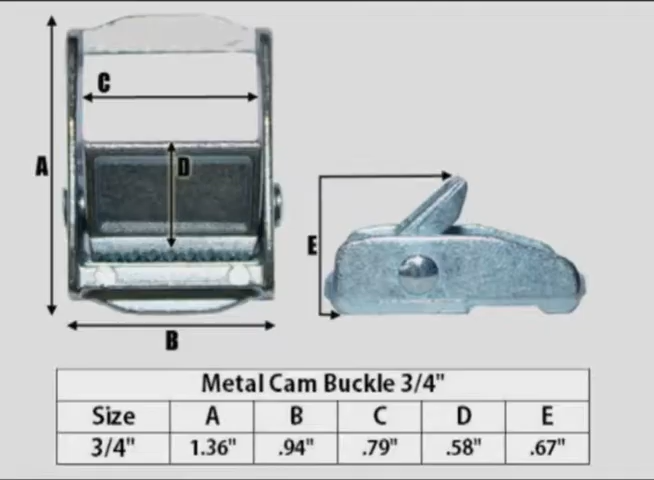 C
A
D
E
B
Metal Cam Buckle 3/4"
Size A B C D E
3/4" 1.36" .94" .79" .58" .67"